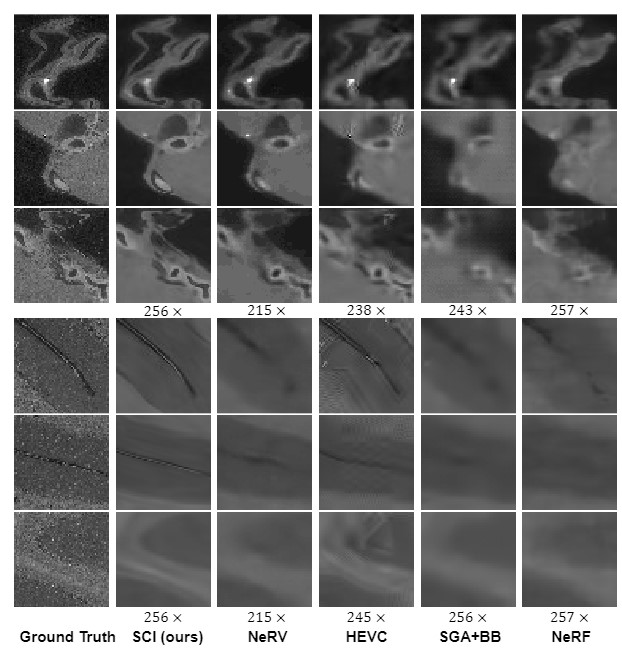 256 × 215 × 238 × 243 × 257 ×
256 × 215 × 245 × 256 × 257 ×
Ground Truth SCI (ours) NeRV HEVC SGA+BB NeRF